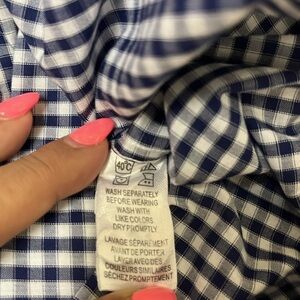 40°C
WASH SEPARATELY
BEFORE WEARING
WASH WITH
LIKE COLORS
DRY PROMPTLY
LAVAGE SÉPARÉMENT
AVANT DE PORTER
LAVER AVEC DES
COULEURS SIMILAIRES
SÉCHEZ PROMPTEMENT